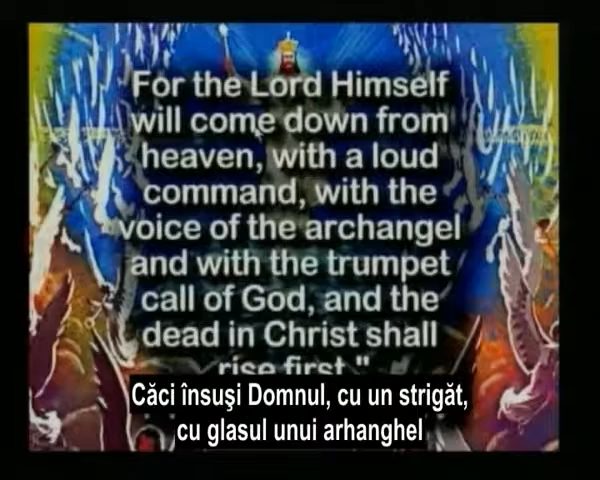 For the Lord Himself
will come down from
heaven, with a loud
command, with the
voice of the archangel
and with the trumpet
call of God, and the
dead in Christ shall
rise first."
Căci însuşi Domnul, cu un strigăt,
cu glasul unui arhanghel